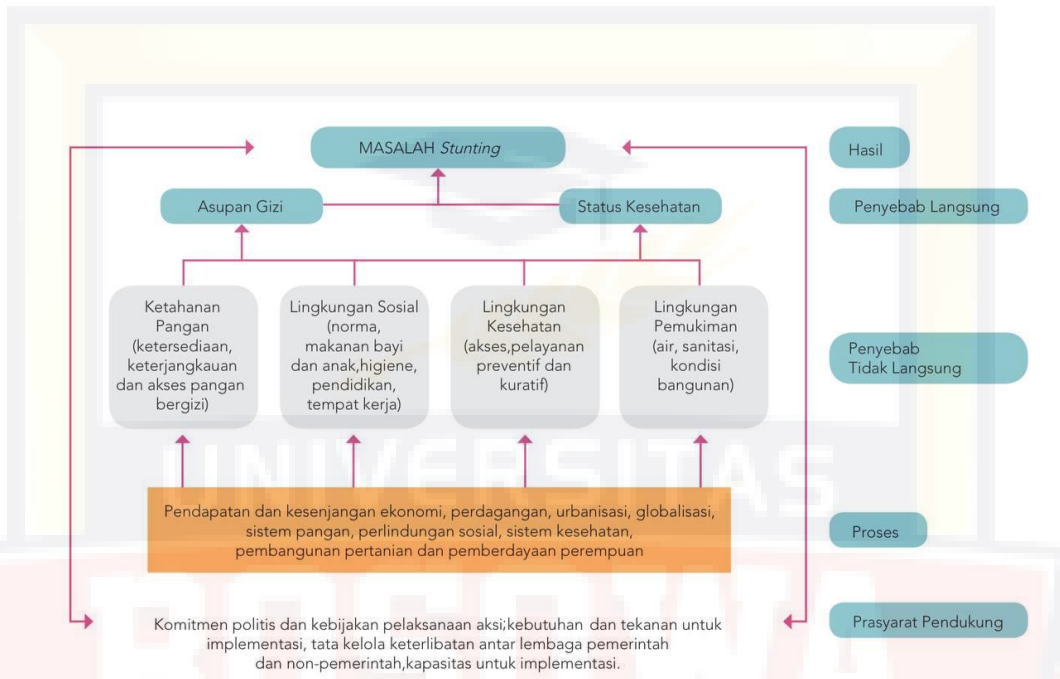 MASALAH Stunting
Hasil
Asupan Gizi
Status Kesehatan
Penyebab Langsung
Ketahanan
Pangan
(ketersediaan,
keterjangkauan
dan akses pangan
bergizi)
Lingkungan Sosial
(norma,
makanan bayi
dan anak,higiene,
pendidikan,
tempat kerja)
Lingkungan
Kesehatan
(akses,pelayanan
preventif dan
kuratif)
Lingkungan
Pemukiman
(air, sanitasi,
kondisi
bangunan)
Penyebab
Tidak Langsung
UNIVERSITAS
Pendapatan dan kesenjangan ekonomi, perdagangan, urbanisasi, globalisasi,
sistem pangan, perlindungan sosial, sistem kesehatan,
pembangunan pertanian dan pemberdayaan perempuan
Proses
BOSOWA
Komitmen politis dan kebijakan pelaksanaan aksi;kebutuhan dan tekanan untuk
implementasi, tata kelola keterlibatan antar lembaga pemerintah
dan non-pemerintah,kapasitas untuk implementasi.
Prasyarat Pendukung